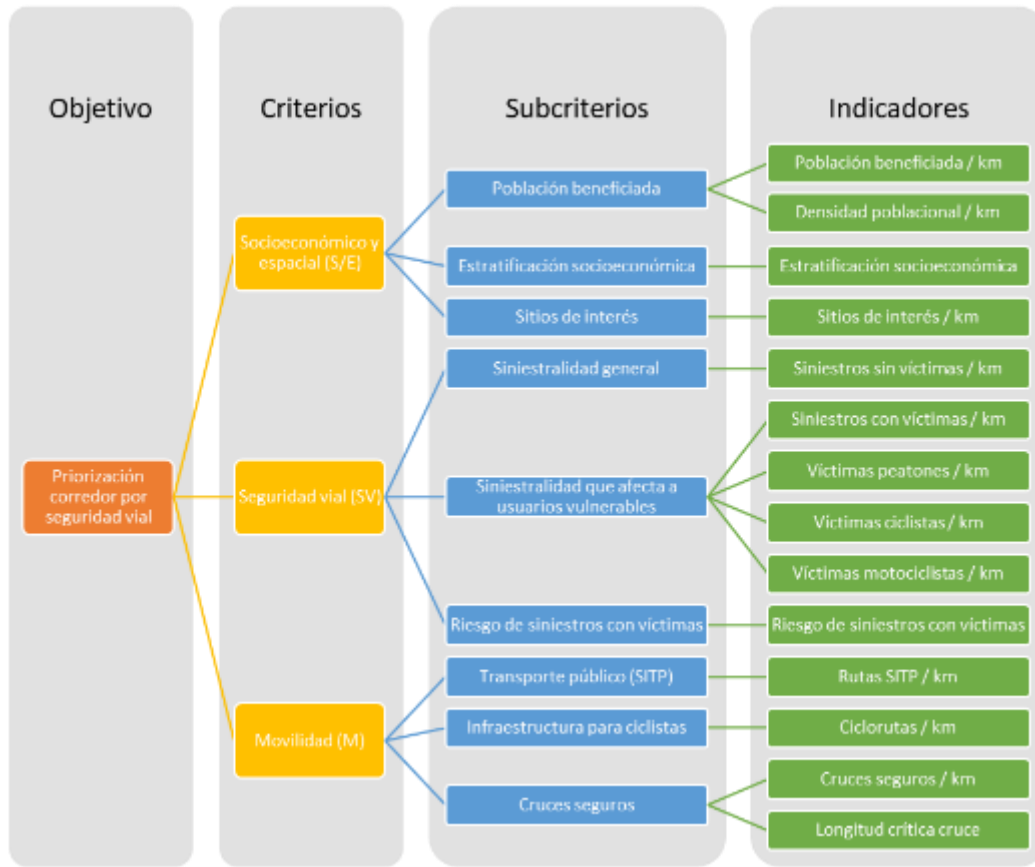 Objetivo
Criterios
Subcriterios
Indicadores
Priorización
corredor por
seguridad vial
Socioeconómico y
espacial (S/E)
Seguridad vial (SV)
Movilidad (M)
Población beneficiada
Estratificación socioeconómica
Sitios de interés
Siniestralidad general
Siniestralidad que afecta a
usuarios vulnerables
Riesgo de siniestros con víctimas
Transporte público (SITP)
Infraestructura para ciclistas
Cruces seguros
Población beneficiada / km
Densidad poblacional / km
Estratificación socioeconómica
Sitios de interés / km
Siniestros sin víctimas / km
Siniestros con víctimas / km
Víctimas peatones / km
Víctimas ciclistas / km
Víctimas motociclistas / km
Riesgo de siniestros con víctimas
Rutas SITP / km
Ciclorutas / km
Cruces seguros / km
Longitud crítica cruce